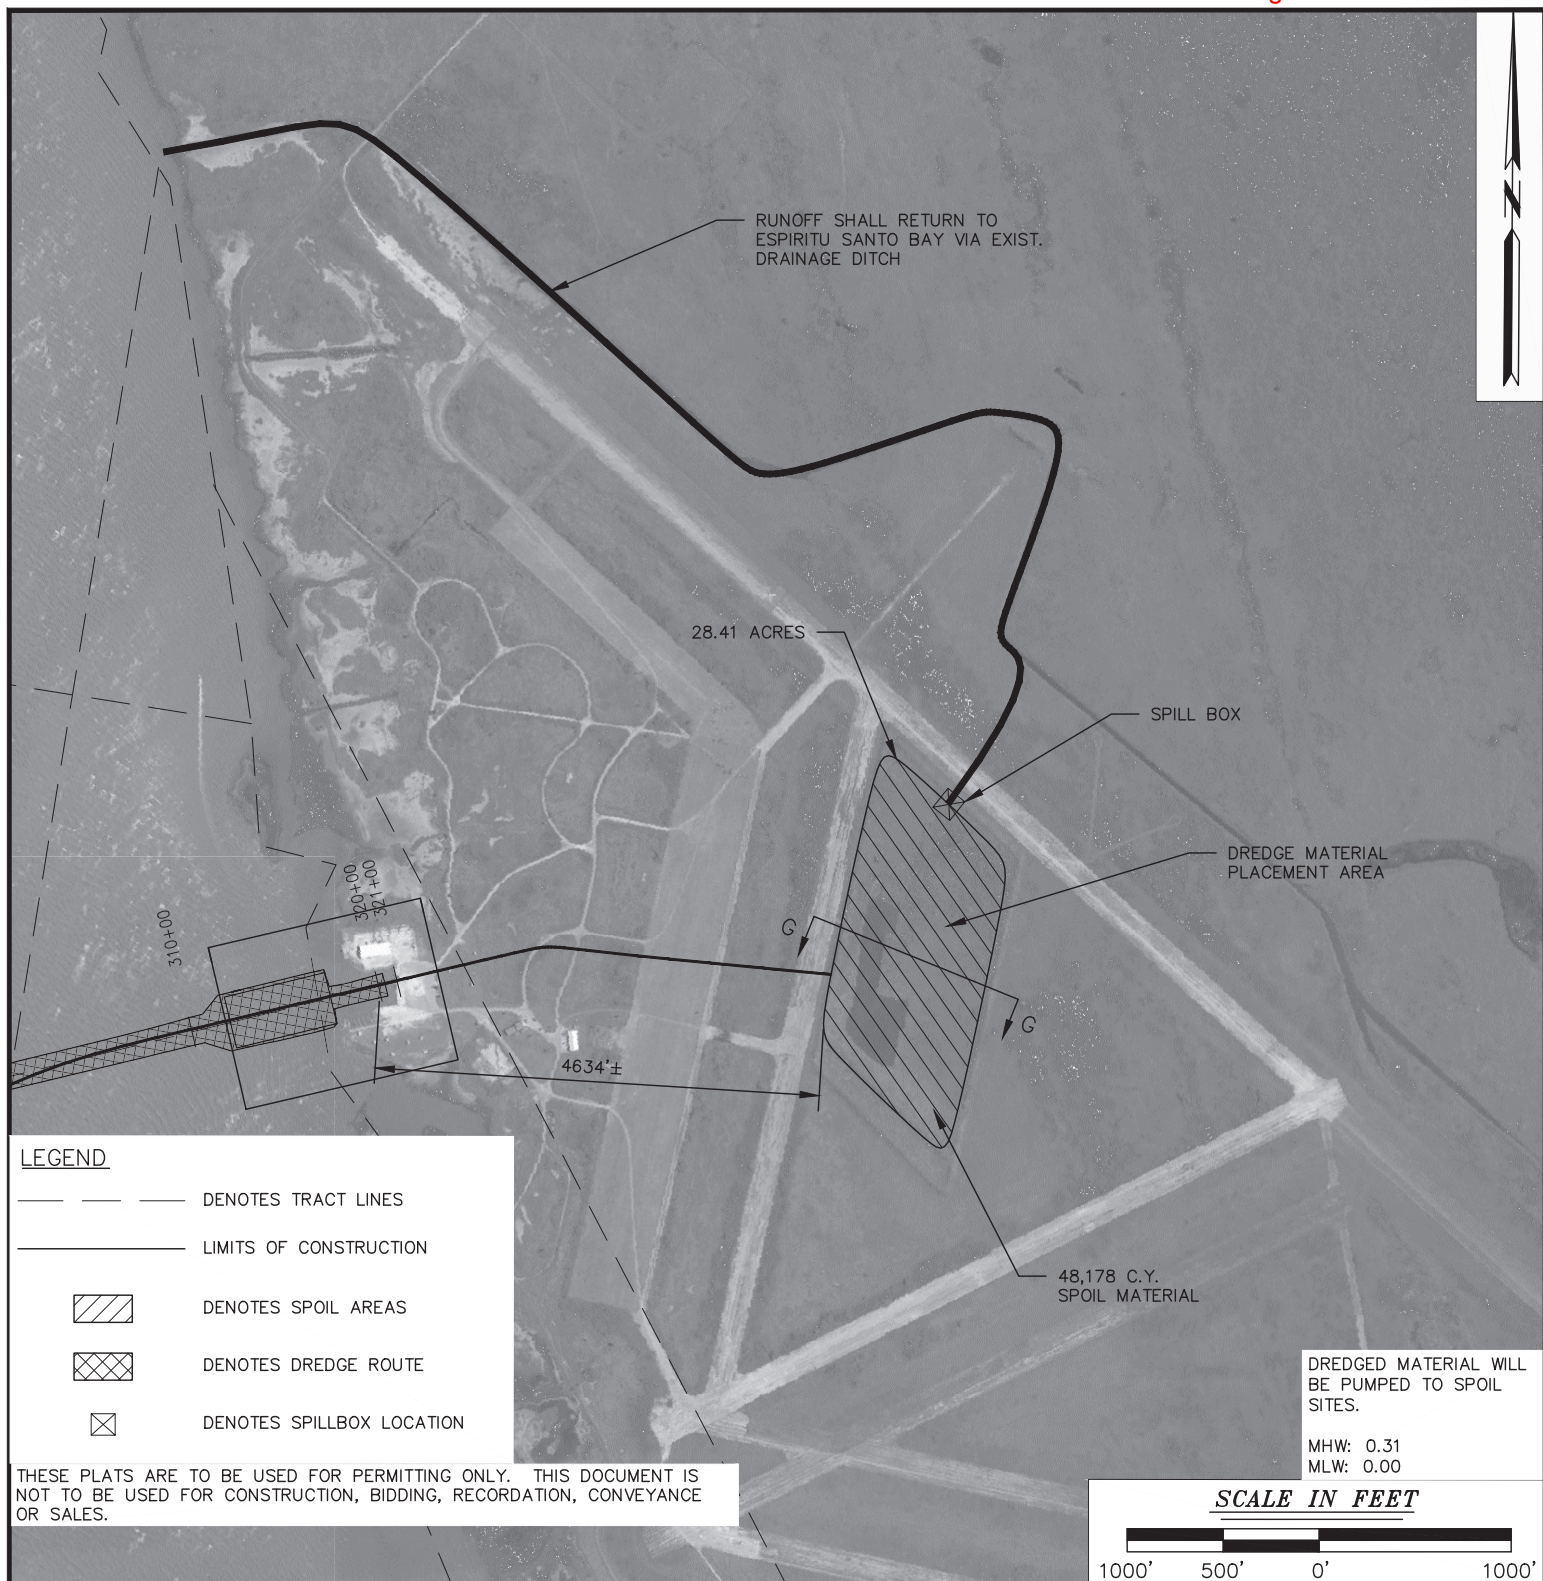 N
RUNOFF SHALL RETURN TO
ESPIRITU SANTO BAY VIA EXIST.
DRAINAGE DITCH
28.41 ACRES
SPILL BOX
DREDGE MATERIAL
PLACEMENT AREA
320+00
321+00
310+00
G
G
4634'±
48,178 C.Y.
SPOIL MATERIAL
LEGEND
DENOTES TRACT LINES
LIMITS OF CONSTRUCTION
DENOTES SPOIL AREAS
DENOTES DREDGE ROUTE
DENOTES SPILLBOX LOCATION
THESE PLATS ARE TO BE USED FOR PERMITTING ONLY. THIS DOCUMENT IS
NOT TO BE USED FOR CONSTRUCTION, BIDDING, RECORDATION, CONVEYANCE
OR SALES.
DREDGED MATERIAL WILL
BE PUMPED TO SPOIL
SITES.
MHW: 0.31
MLW: 0.00
SCALE IN FEET
1000' 500' 0' 1000'